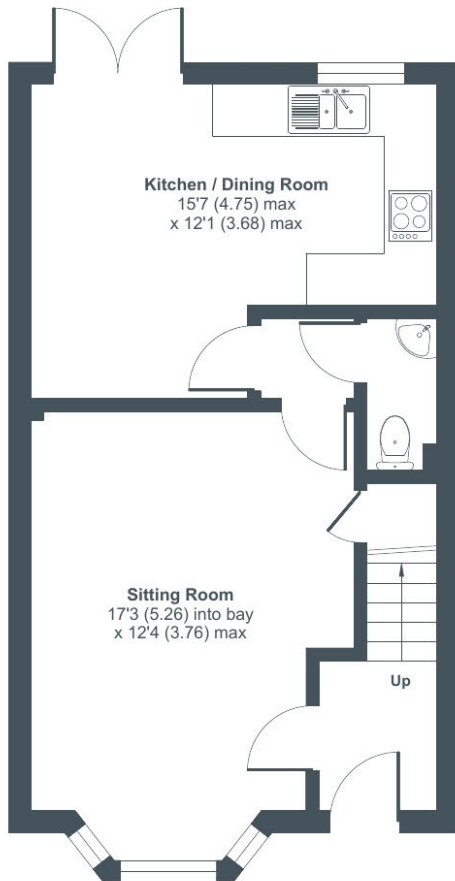 Kitchen / Dining Room
15'7 (4.75) max
x 12'1 (3.68) max
Sitting Room
17'3 (5.26) into bay
x 12'4 (3.76) max
Up